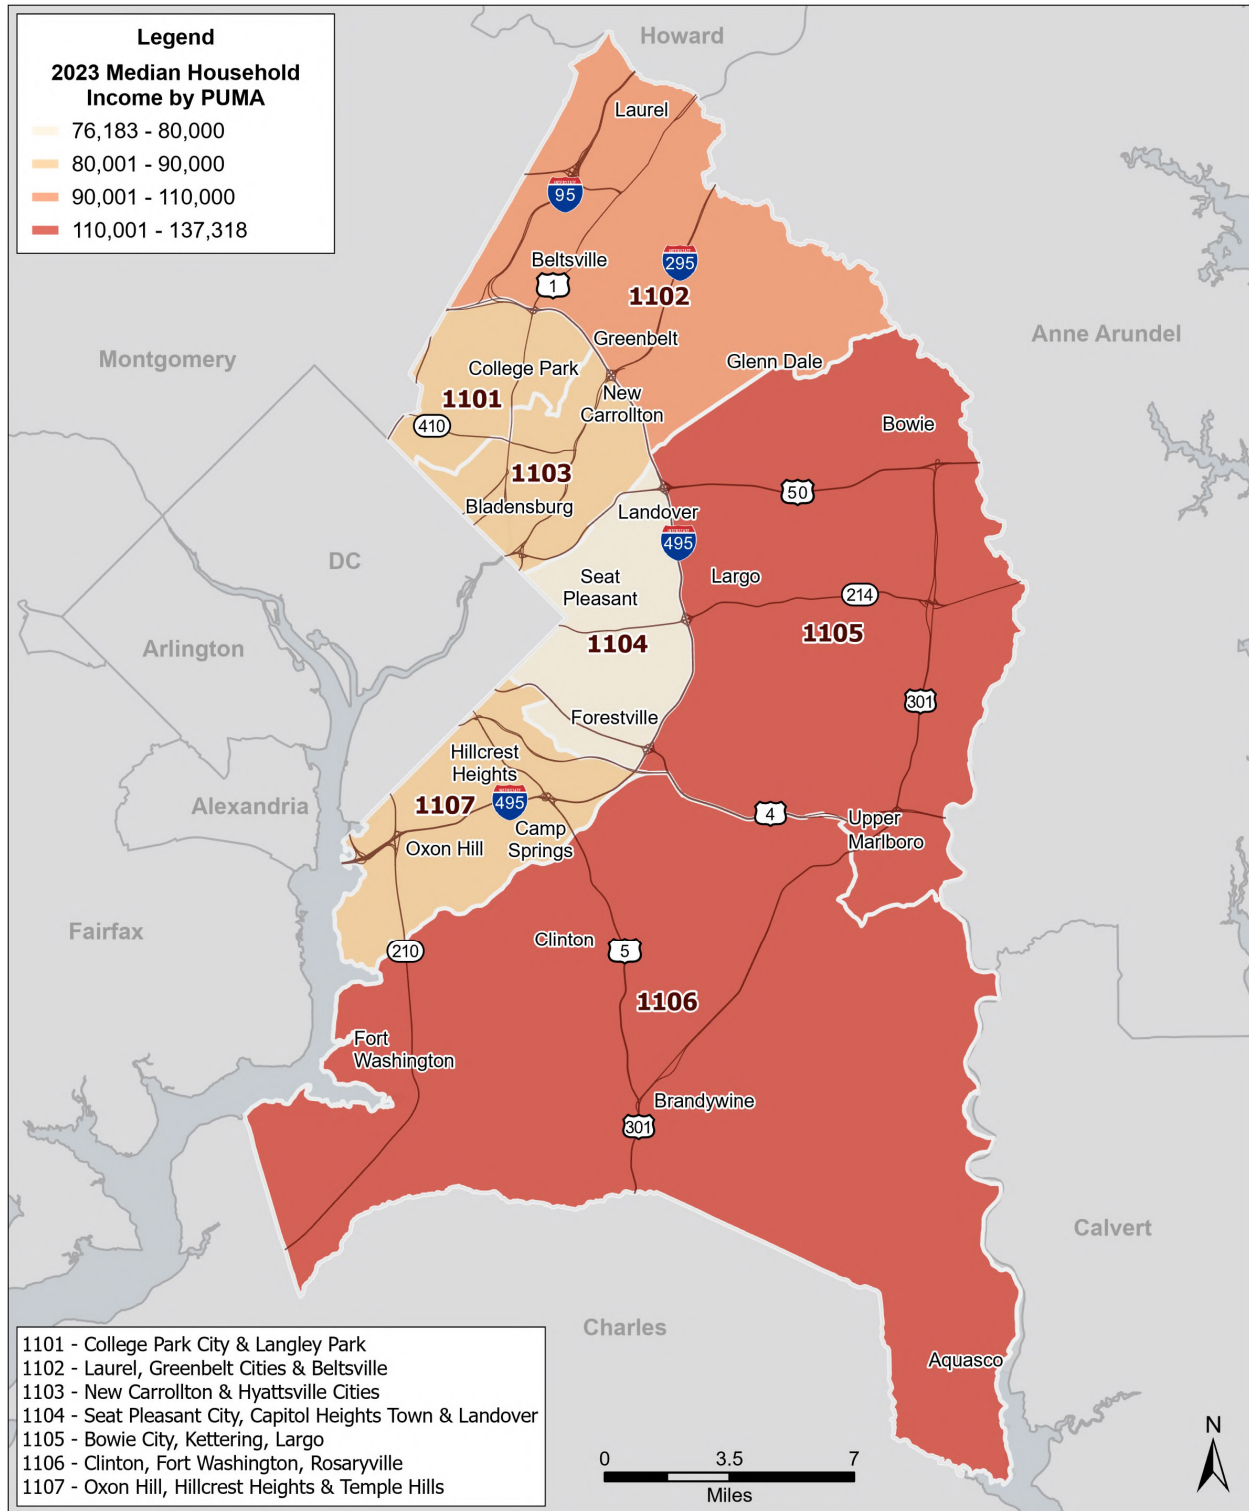 Legend
2023 Median Household
Income by PUMA
76,183 - 80,000
80,001 - 90,000
90,001 - 110,000
110,001 - 137,318
Howard
Laurel
INTERSTATE
95
Beltsville
INTERSTATE
295
1
1102
Anne Arundel
Greenbelt
Montgomery
Glenn Dale
College Park
1101
New
Carrollton
410
Bowie
1103
50
Bladensburg
Landover
INTERSTATE
495
DC
Seat
Pleasant
Largo
214
1105
1104
Arlington
301
Forestville
Hillcrest
Heights
Alexandria
1107
INTERSTATE
495
4
Upper
Marlboro
Camp
Springs
Oxon Hill
Fairfax
Clinton
210
5
1106
Fort
Washington
Brandywine
301
Calvert
Charles
Aquasco
1101 - College Park City & Langley Park
1102 - Laurel, Greenbelt Cities & Beltsville
1103 - New Carrollton & Hyattsville Cities
1104 - Seat Pleasant City, Capitol Heights Town & Landover
1105 - Bowie City, Kettering, Largo
1106 - Clinton, Fort Washington, Rosaryville
1107 - Oxon Hill, Hillcrest Heights & Temple Hills
0 3.5 7
Miles
N